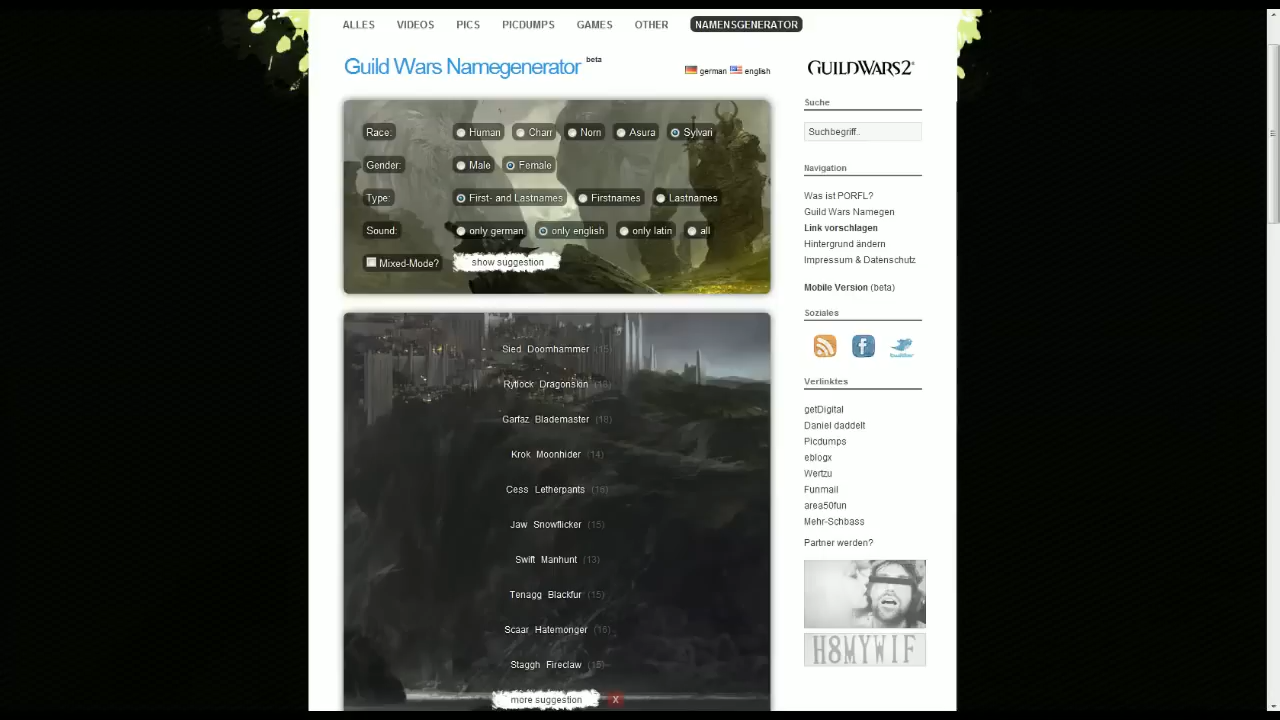 ALLES VIDEOS PICS PICDUMPS GAMES OTHER NAMENSGENERATOR
Guild Wars Namegenerator beta
german english
GUILD WARS 2
Race: Human Charr Norn Asura Sylvari
Gender: Male Female
Type: First- and Lastnames Firstnames Lastnames
Sound: only german only english only latin all
Mixed-Mode? show suggestion
Sied Doomhammer (15)
Rytlock Dragonskin
Garfaz Blademaster (18)
Krok Moonhider (14)
Cess Letherpants (16)
Jaw Snowflicker (15)
Swift Manhunt (13)
Tenagg Blackfur (15)
Scaar Hatemonger (16)
Staggh Fireclaw (15)
more suggestion X
Suche
Suchbegriff..
Navigation
Was ist PORFL?
Guild Wars Namegen
Link vorschlagen
Hintergrund ändern
Impressum & Datenschutz
Mobile Version (beta)
Soziales
Verlinktes
getDigital
Daniel daddelt
Picdumps
eblogx
Wertzu
Funmail
area50fun
Mehr-Schbass
Partner werden?
H8MYWIF